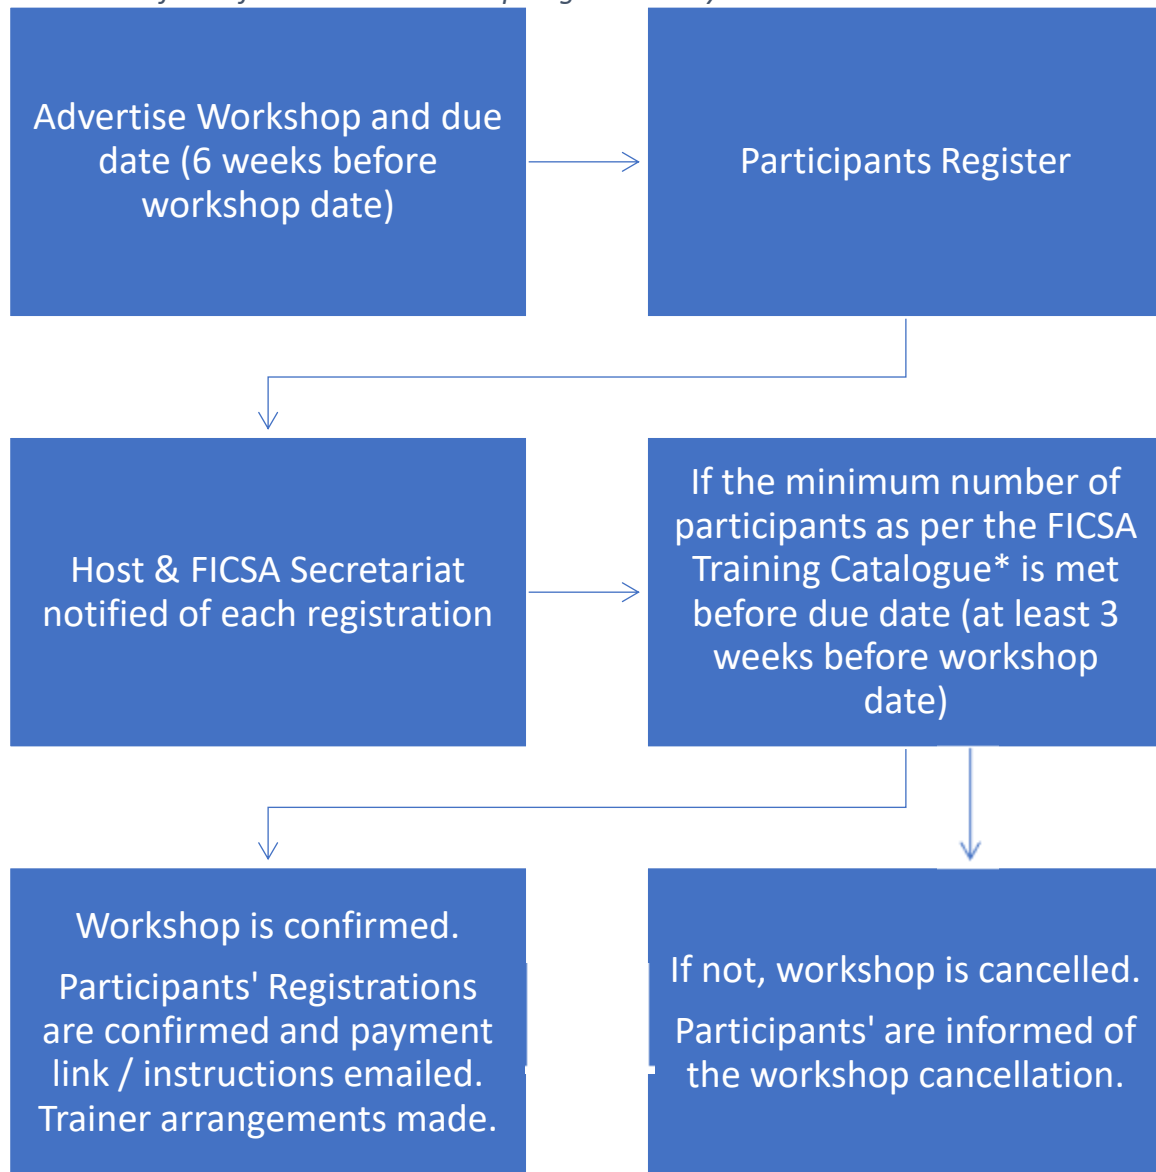 Advertise Workshop and due
date (6 weeks before
workshop date)
Participants Register
Host & FICSA Secretariat
notified of each registration
If the minimum number of
participants as per the FICSA
Training Catalogue* is met
before due date (at least 3
weeks before workshop
date)
Workshop is confirmed.
Participants' Registrations
are confirmed and payment
link / instructions emailed.
Trainer arrangements made.
If not, workshop is cancelled.
Participants' are informed of
the workshop cancellation.